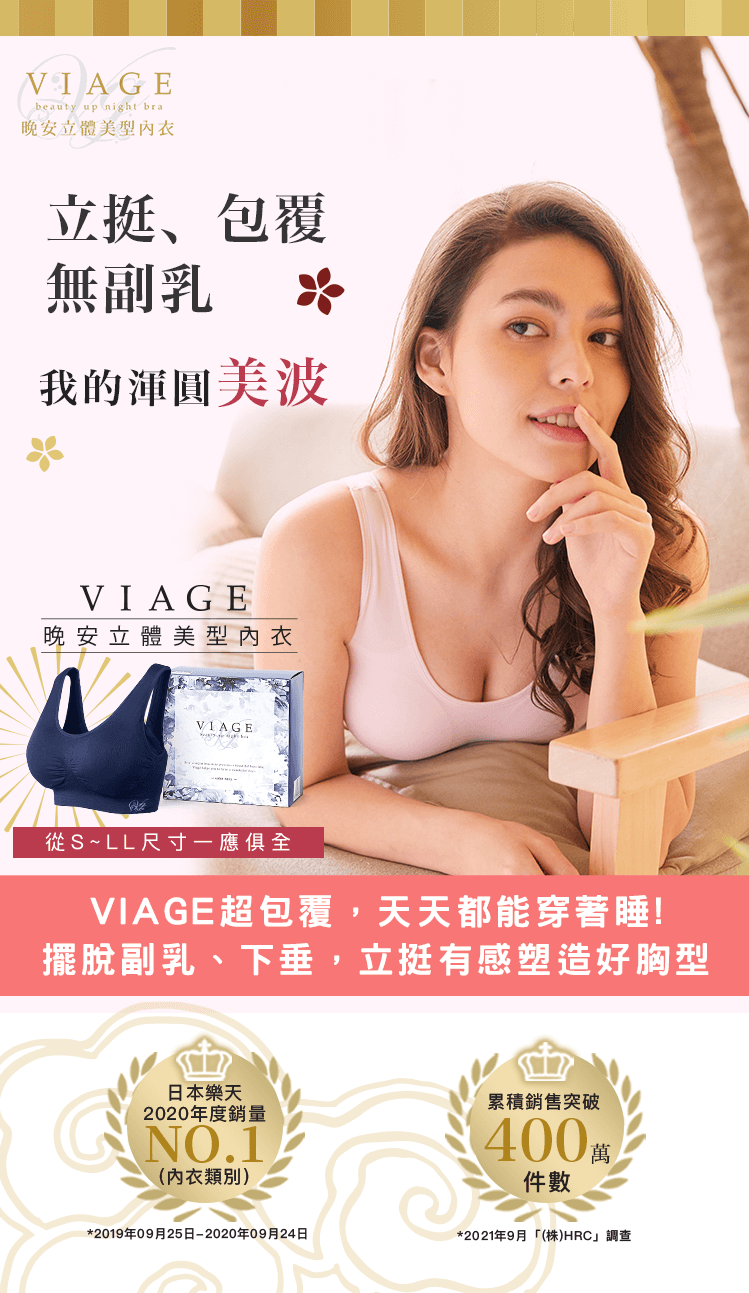 VIAGE
beauty up night bra
晚安立體美型內衣
立挺、包覆
無副乳
我的渾圓美波
VIAGE
晚安立體美型內衣
VIAGE
beauty up night bra
從S~LL尺寸一應俱全
VIAGE超包覆，天天都能穿著睡!
擺脫副乳、下垂，立挺有感塑造好胸型
日本樂天
2020年度銷量
NO.1
(內衣類別)
*2019年09月25日-2020年09月24日
累積銷售突破
400萬
件數
*2021年9月「(株)HRC」調查